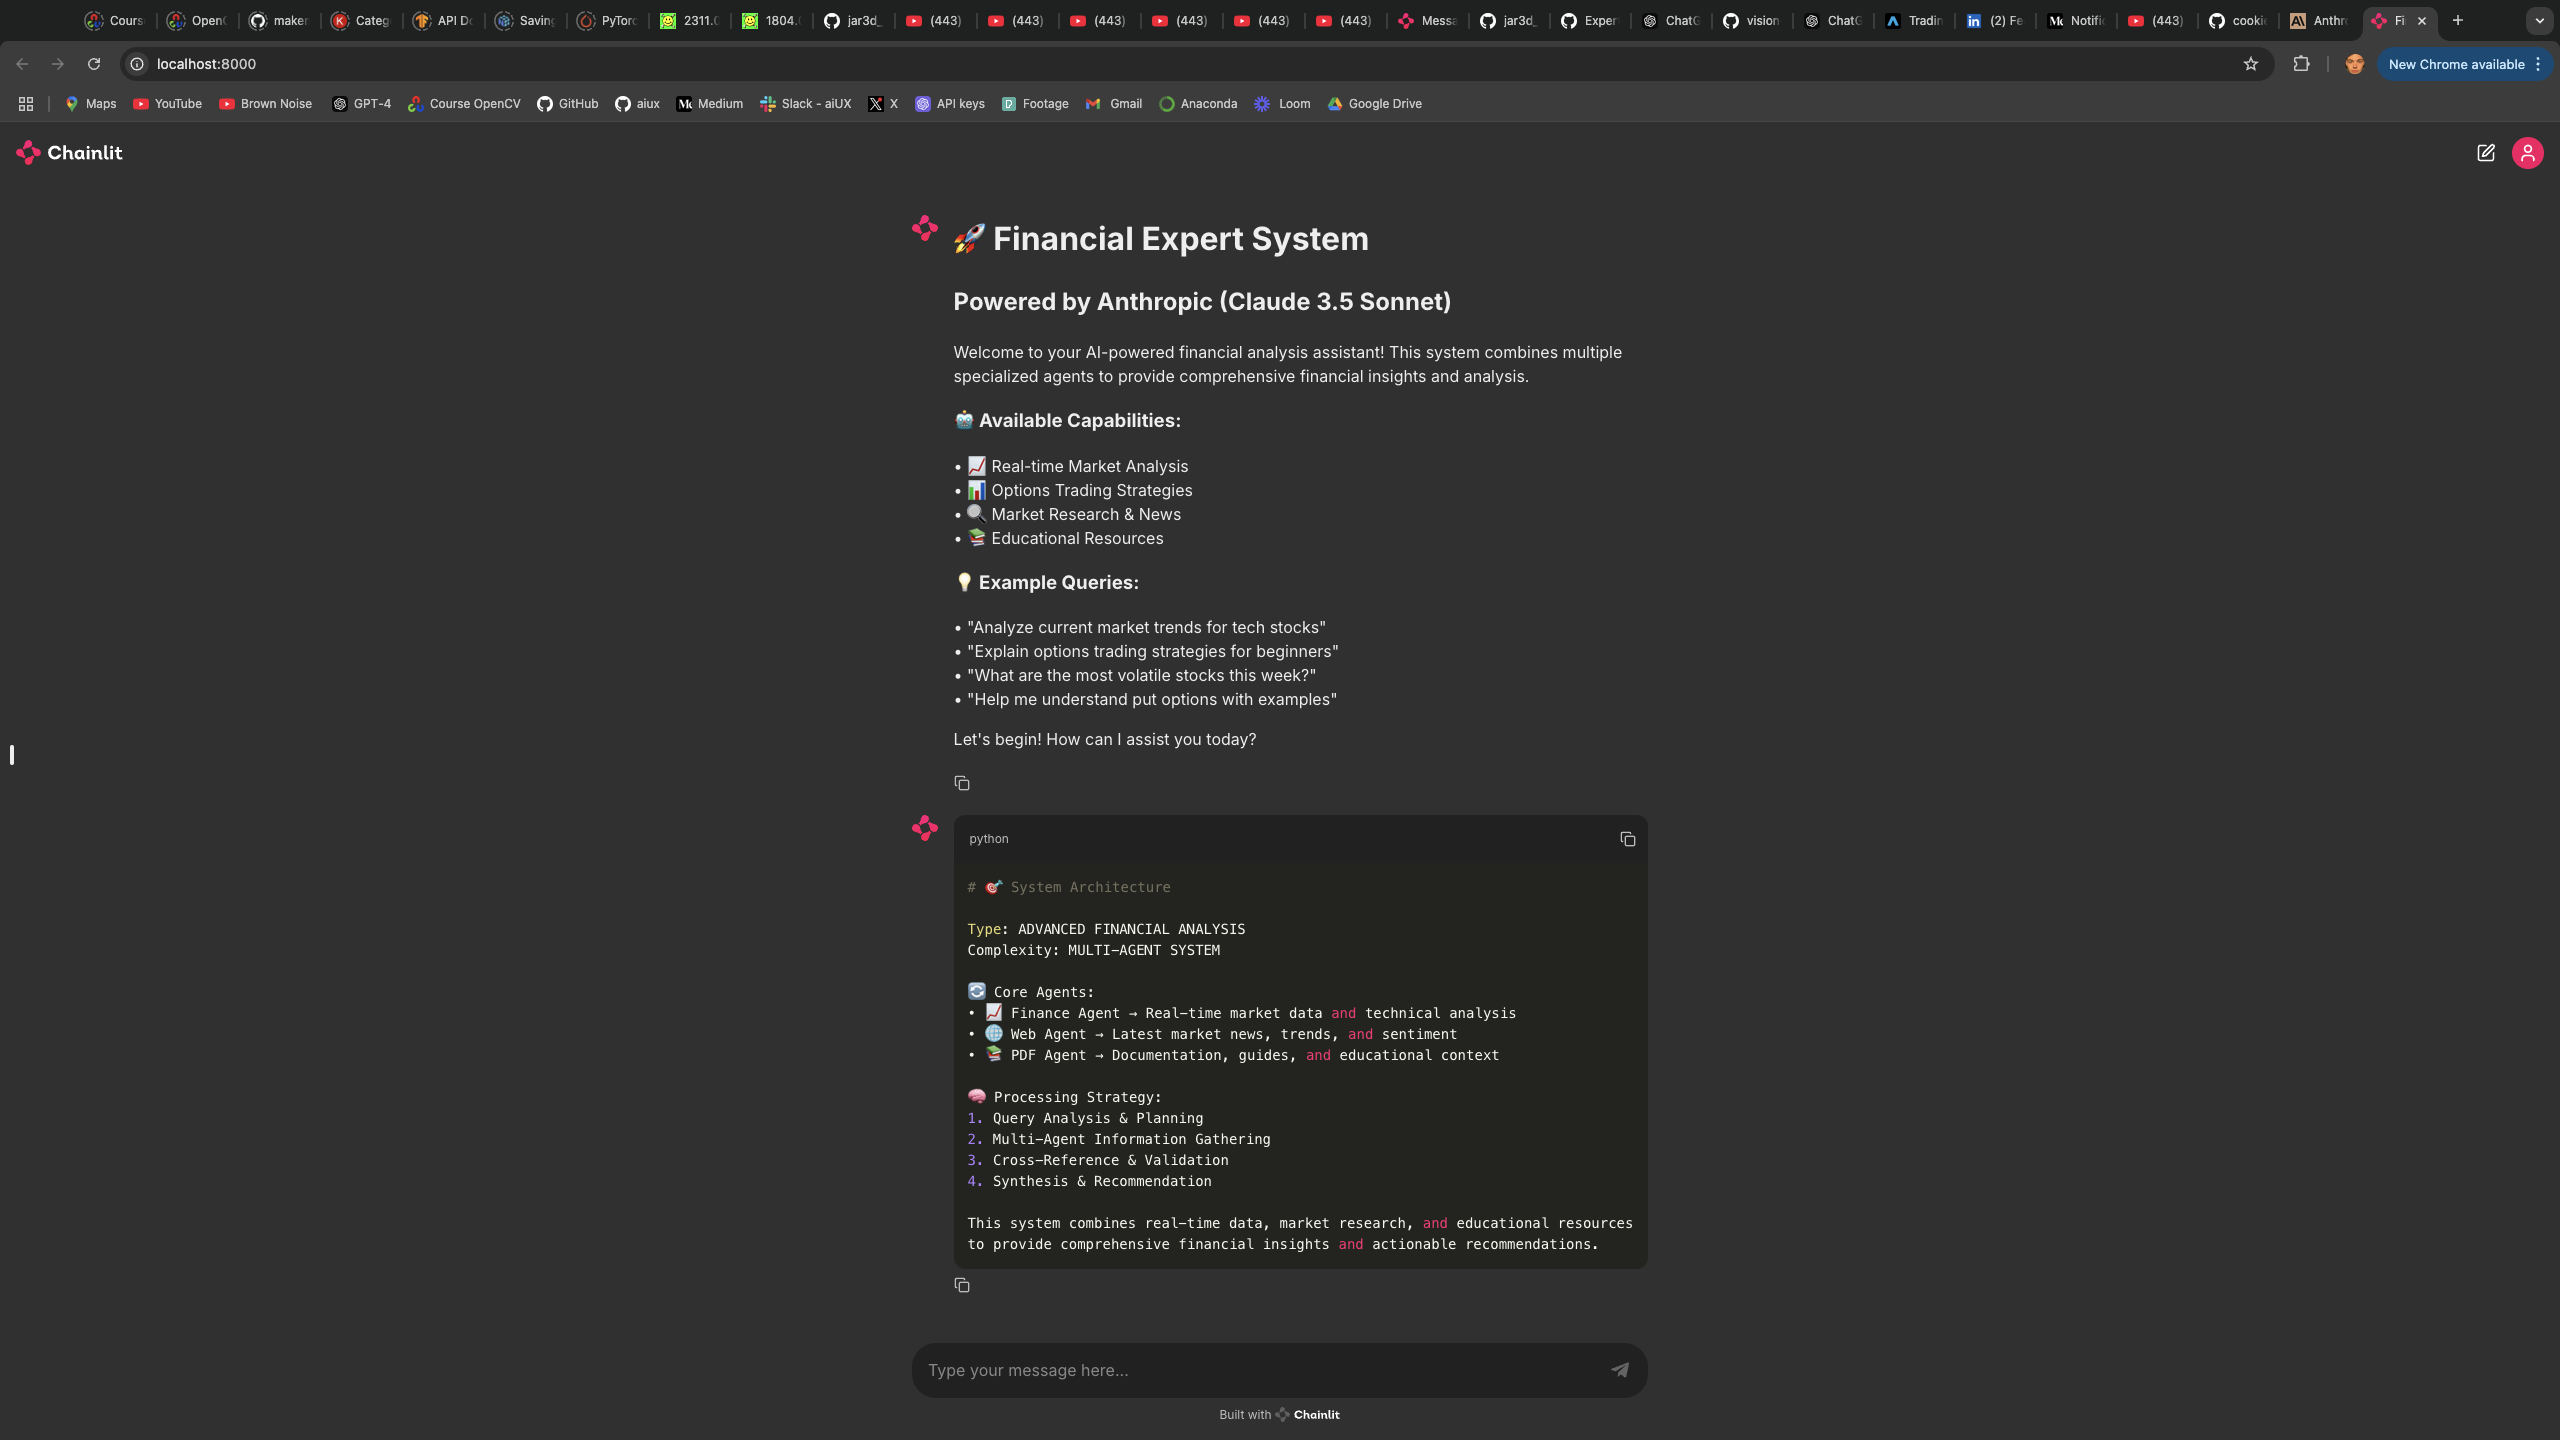 Cours
Open
maker
Categ
API Do
Saving
PyTorc
2311.0
1804.0
jar3d_
(443)
(443)
(443)
(443)
(443)
(443)
Messa
jar3d_
Exper
ChatG
vision
ChatG
Tradin
(2) Fe
Notific
(443)
cooki
Anthr
Fi
localhost:8000
New Chrome available
Maps
YouTube
Brown Noise
GPT-4
Course OpenCV
GitHub
aiux
Medium
Slack - aiUX
X
API keys
Footage
Gmail
Anaconda
Loom
Google Drive
Chainlit
🚀 Financial Expert System
Powered by Anthropic (Claude 3.5 Sonnet)
Welcome to your AI-powered financial analysis assistant! This system combines multiple
specialized agents to provide comprehensive financial insights and analysis.
🤖 Available Capabilities:
• 📈 Real-time Market Analysis
• 📊 Options Trading Strategies
• 🔍 Market Research & News
• 📚 Educational Resources
💡 Example Queries:
• "Analyze current market trends for tech stocks"
• "Explain options trading strategies for beginners"
• "What are the most volatile stocks this week?"
• "Help me understand put options with examples"
Let's begin! How can I assist you today?
python
# 🎯 System Architecture
Type: ADVANCED FINANCIAL ANALYSIS
Complexity: MULTI-AGENT SYSTEM
🔄 Core Agents:
• 📈 Finance Agent → Real-time market data and technical analysis
• 🌐 Web Agent → Latest market news, trends, and sentiment
• 📚 PDF Agent → Documentation, guides, and educational context
🧠 Processing Strategy:
1. Query Analysis & Planning
2. Multi-Agent Information Gathering
3. Cross-Reference & Validation
4. Synthesis & Recommendation
This system combines real-time data, market research, and educational resources
to provide comprehensive financial insights and actionable recommendations.
Type your message here...
Built with Chainlit